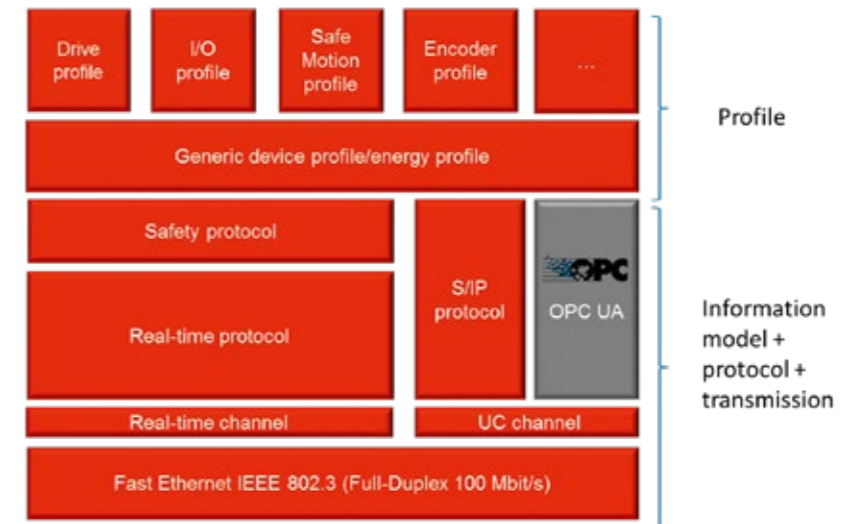 Drive
profile
I/O
profile
Safe
Motion
profile
Encoder
profile
...
Profile
Generic device profile/energy profile
Safety protocol
Real-time protocol
S/IP
protocol
OPC
OPC UA
Information
model +
protocol +
transmission
Real-time channel
UC channel
Fast Ethernet IEEE 802.3 (Full-Duplex 100 Mbit/s)